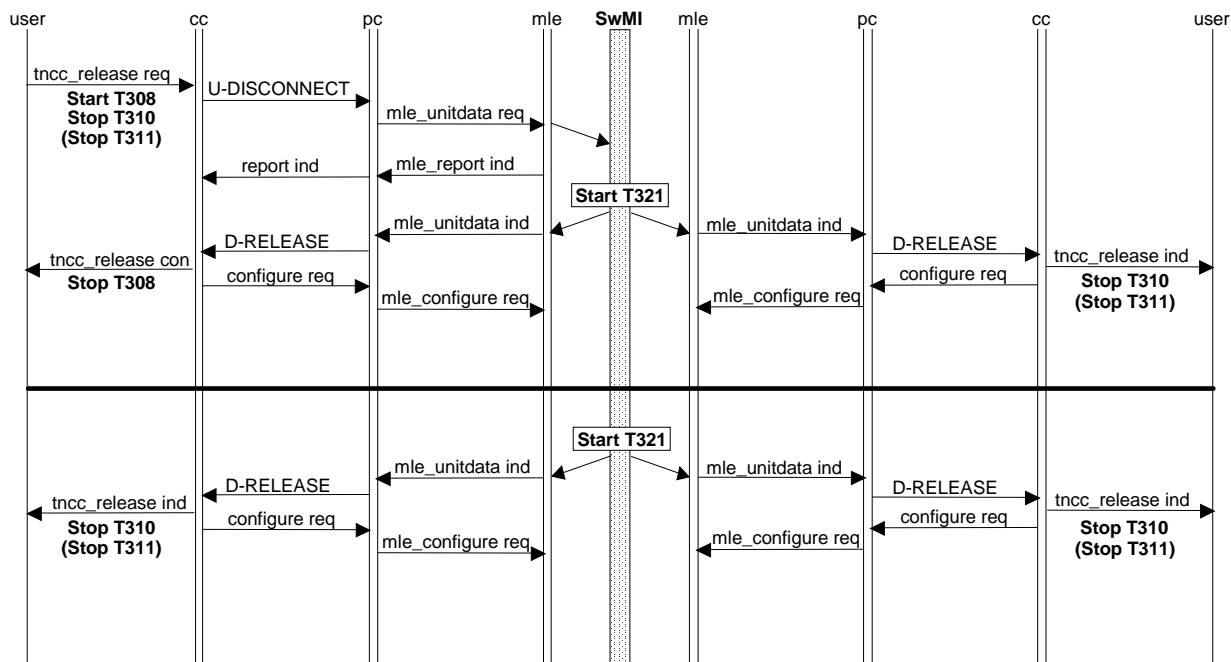 user cc pc mle SwMI mle pc cc user
tncc_release req
U-DISCONNECT
Start T308
Stop T310
(Stop T311)
mle_unitdata req
report ind
mle_report ind
Start T321
mle_unitdata ind
mle_unitdata ind
D-RELEASE
D-RELEASE
tncc_release con
tncc_release ind
Stop T308
configure req
configure req
Stop T310
(Stop T311)
mle_configure req
mle_configure req
Start T321
mle_unitdata ind
mle_unitdata ind
D-RELEASE
D-RELEASE
tncc_release ind
tncc_release ind
configure req
configure req
Stop T310
(Stop T311)
Stop T310
(Stop T311)
mle_configure req
mle_configure req